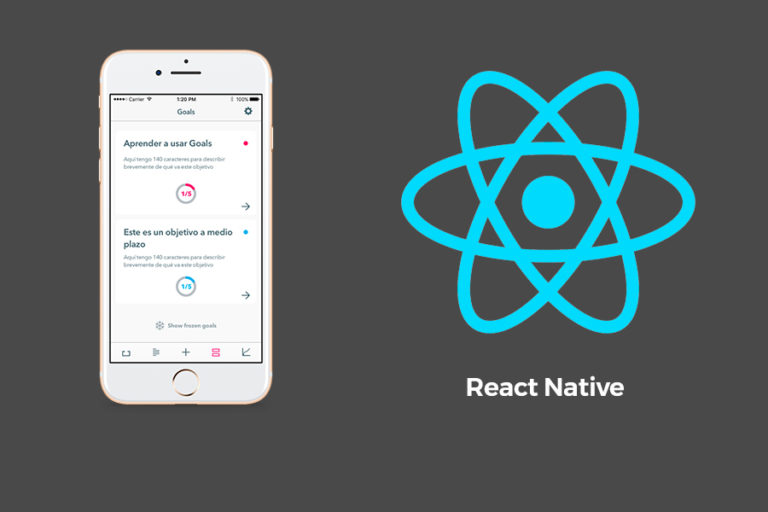 Carrier
1:20 PM
100%
Goals
Aprender a usar Goals
Aquí tengo 140 caracteres para describir
brevemente de qué va este objetivo
1/5
Este es un objetivo a medio
plazo
Aquí tengo 140 caracteres para describir
brevemente de qué va este objetivo
1/5
Show frozen goals
React Native